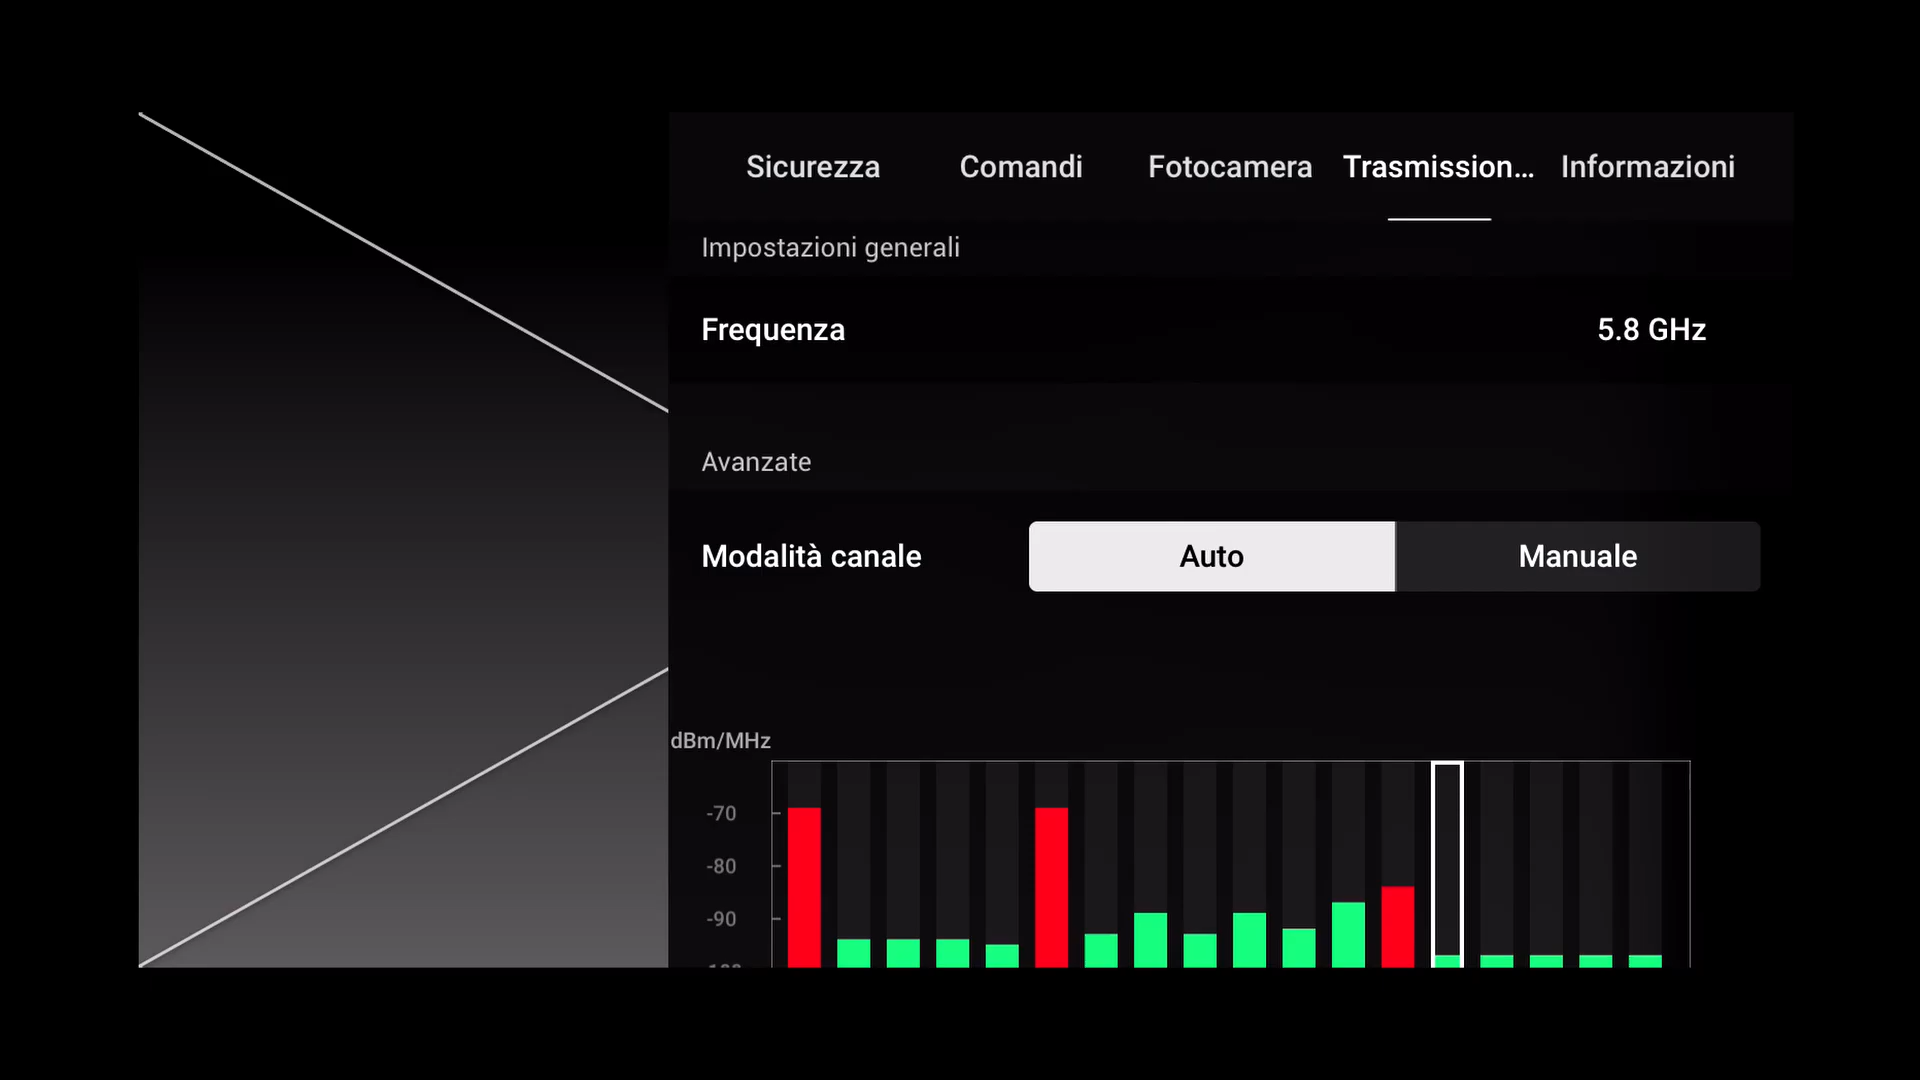 Sicurezza Comandi Fotocamera Trasmission... Informazioni
Impostazioni generali
Frequenza 5.8 GHz
Avanzate
Modalità canale Auto Manuale
dBm/MHz
-70
-80
-90